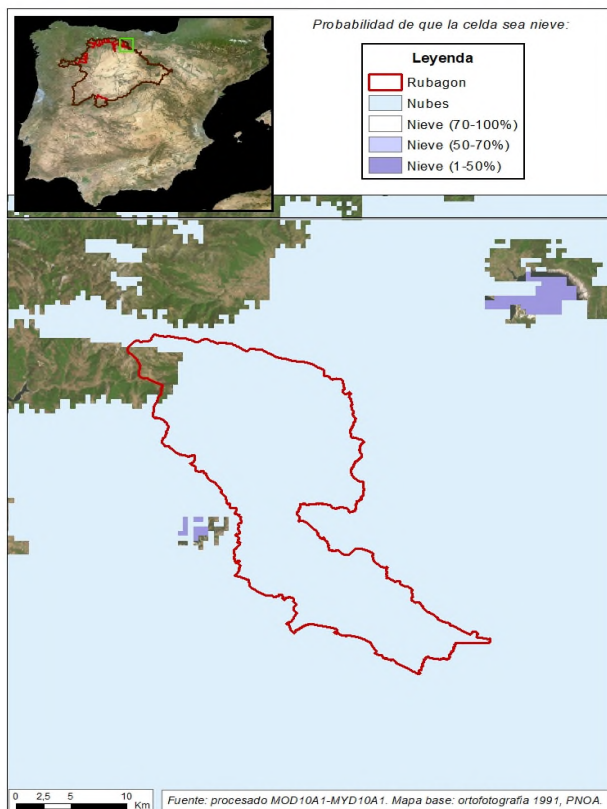 Probabilidad de que la celda sea nieve:
Leyenda
Rubagon
Nubes
Nieve (70-100%)
Nieve (50-70%)
Nieve (1-50%)
0 2,5 5 10
Km
Fuente: procesado MOD10A1-MYD10A1. Mapa base: ortofotografia 1991, PNOA